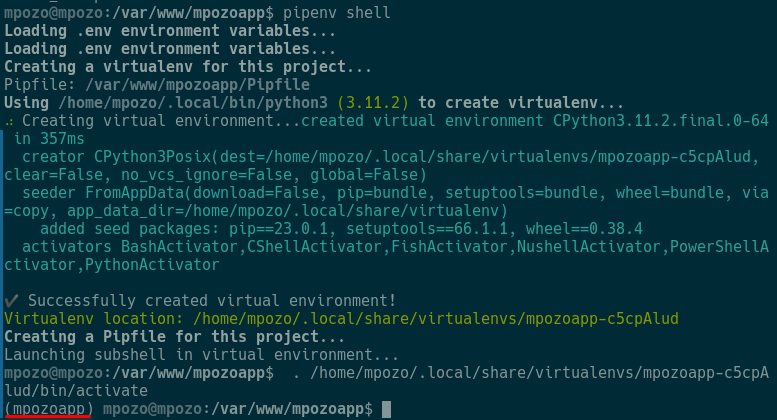 mpozo@mpozo:/var/www/mpozoapp$ pipenv shell
Loading .env environment variables...
Loading .env environment variables...
Creating a virtualenv for this project...
Pipfile: /var/www/mpozoapp/Pipfile
Using /home/mpozo/.local/bin/python3 (3.11.2) to create virtualenv...
⠴ Creating virtual environment...created virtual environment CPython3.11.2.final.0-64
 in 357ms
  creator CPython3Posix(dest=/home/mpozo/.local/share/virtualenvs/mpozoapp-c5cpAlud,
clear=False, no_vcs_ignore=False, global=False)
  seeder FromAppData(download=False, pip=bundle, setuptools=bundle, wheel=bundle, via
=copy, app_data_dir=/home/mpozo/.local/share/virtualenv)
    added seed packages: pip==23.0.1, setuptools==66.1.1, wheel==0.38.4
  activators BashActivator,CShellActivator,FishActivator,NushellActivator,PowerShellA
ctivator,PythonActivator
✔ Successfully created virtual environment!
Virtualenv location: /home/mpozo/.local/share/virtualenvs/mpozoapp-c5cpAlud
Creating a Pipfile for this project...
Launching subshell in virtual environment...
mpozo@mpozo:/var/www/mpozoapp$  . /home/mpozo/.local/share/virtualenvs/mpozoapp-c5cpA
lud/bin/activate
(mpozoapp) mpozo@mpozo:/var/www/mpozoapp$